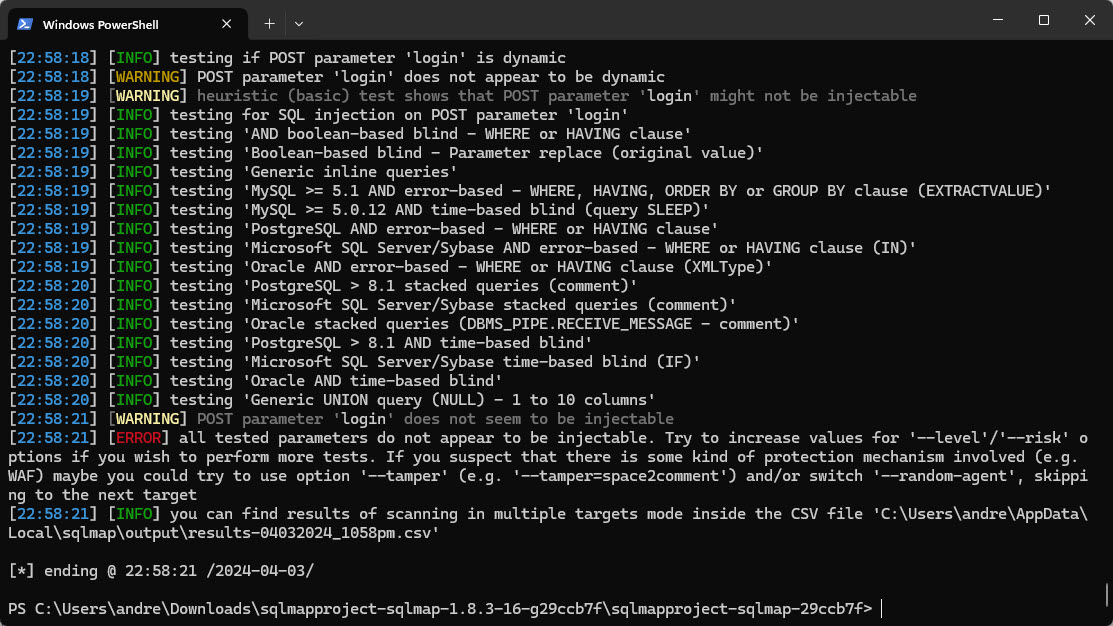 Windows PowerShell
[22:58:18] [INFO] testing if POST parameter 'login' is dynamic
[22:58:18] [WARNING] POST parameter 'login' does not appear to be dynamic
[22:58:19] [WARNING] heuristic (basic) test shows that POST parameter 'login' might not be injectable
[22:58:19] [INFO] testing for SQL injection on POST parameter 'login'
[22:58:19] [INFO] testing 'AND boolean-based blind - WHERE or HAVING clause'
[22:58:19] [INFO] testing 'Boolean-based blind - Parameter replace (original value)'
[22:58:19] [INFO] testing 'Generic inline queries'
[22:58:19] [INFO] testing 'MySQL >= 5.1 AND error-based - WHERE, HAVING, ORDER BY or GROUP BY clause (EXTRACTVALUE)'
[22:58:19] [INFO] testing 'MySQL >= 5.0.12 AND time-based blind (query SLEEP)'
[22:58:19] [INFO] testing 'PostgreSQL AND error-based - WHERE or HAVING clause'
[22:58:19] [INFO] testing 'Microsoft SQL Server/Sybase AND error-based - WHERE or HAVING clause (IN)'
[22:58:19] [INFO] testing 'Oracle AND error-based - WHERE or HAVING clause (XMLType)'
[22:58:20] [INFO] testing 'PostgreSQL > 8.1 stacked queries (comment)'
[22:58:20] [INFO] testing 'Microsoft SQL Server/Sybase stacked queries (comment)'
[22:58:20] [INFO] testing 'Oracle stacked queries (DBMS_PIPE.RECEIVE_MESSAGE - comment)'
[22:58:20] [INFO] testing 'PostgreSQL > 8.1 AND time-based blind'
[22:58:20] [INFO] testing 'Microsoft SQL Server/Sybase time-based blind (IF)'
[22:58:20] [INFO] testing 'Oracle AND time-based blind'
[22:58:20] [INFO] testing 'Generic UNION query (NULL) - 1 to 10 columns'
[22:58:21] [WARNING] POST parameter 'login' does not seem to be injectable
[22:58:21] [ERROR] all tested parameters do not appear to be injectable. Try to increase values for '--level'/'--risk' o
ptions if you wish to perform more tests. If you suspect that there is some kind of protection mechanism involved (e.g.
WAF) maybe you could try to use option '--tamper' (e.g. '--tamper=space2comment') and/or switch '--random-agent', skippi
ng to the next target
[22:58:21] [INFO] you can find results of scanning in multiple targets mode inside the CSV file 'C:\Users\andre\AppData\
Local\sqlmap\output\results-04032024_1058pm.csv'
[*] ending @ 22:58:21 /2024-04-03/
PS C:\Users\andre\Downloads\sqlmapproject-sqlmap-1.8.3-16-g29ccb7f\sqlmapproject-sqlmap-29ccb7f>